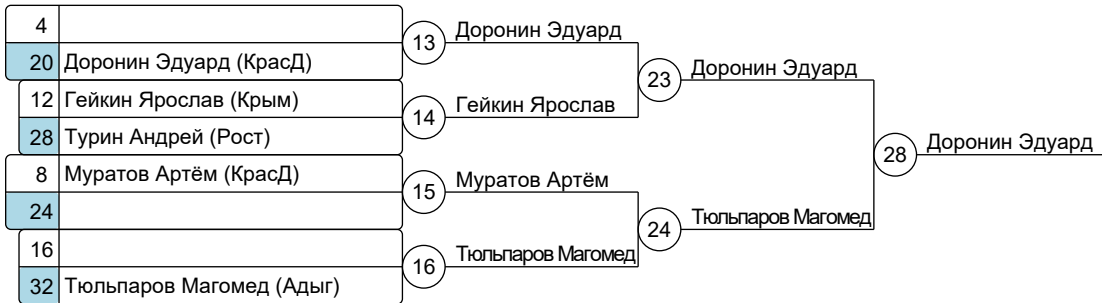 4
20 Доронин Эдуард (КрасД)
13 Доронин Эдуард
12 Гейкин Ярослав (Крым)
28 Турин Андрей (Рост)
14 Гейкин Ярослав
23 Доронин Эдуард
8 Муратов Артём (КрасД)
24
15 Муратов Артём
16
32 Тюльпаров Магомед (Адыг)
16 Тюльпаров Магомед
24 Тюльпаров Магомед
28 Доронин Эдуард